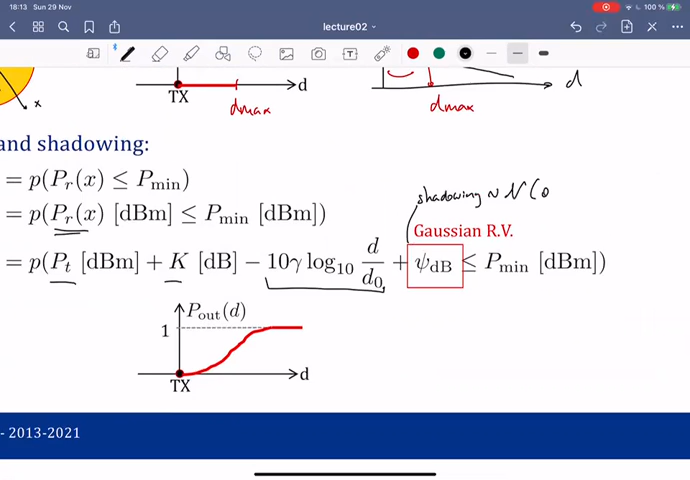 18:13 Sun 29 Nov
100 %
lecture02
x
TX
d
dmax
d
dmax
and shadowing:
= p(P_r(x) ≤ P_min)
= p(P_r(x) [dBm] ≤ P_min [dBm])
shadowing ~ N(0
Gaussian R.V.
= p(P_t [dBm] + K [dB] − 10γ log_10 d/d_0 + ψ_dB ≤ P_min [dBm])
P_out(d)
1
TX
d
- 2013-2021